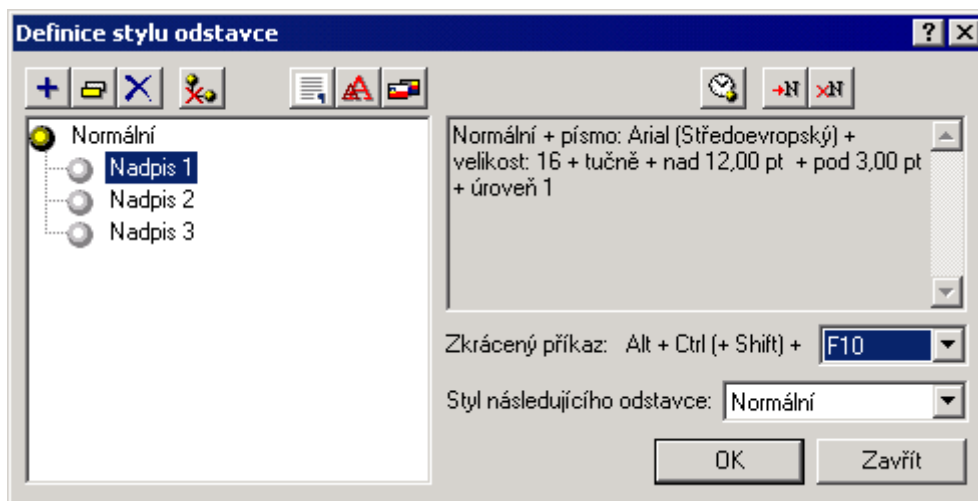 Definice stylu odstavce
Normální
Nadpis 1
Nadpis 2
Nadpis 3
Normální + písmo: Arial (Středoevropský) +
velikost: 16 + tučně + nad 12,00 pt + pod 3,00 pt
+ úroveň 1
Zkrácený příkaz: Alt + Ctrl (+ Shift) + F10
Styl následujícího odstavce: Normální
OK Zavřít